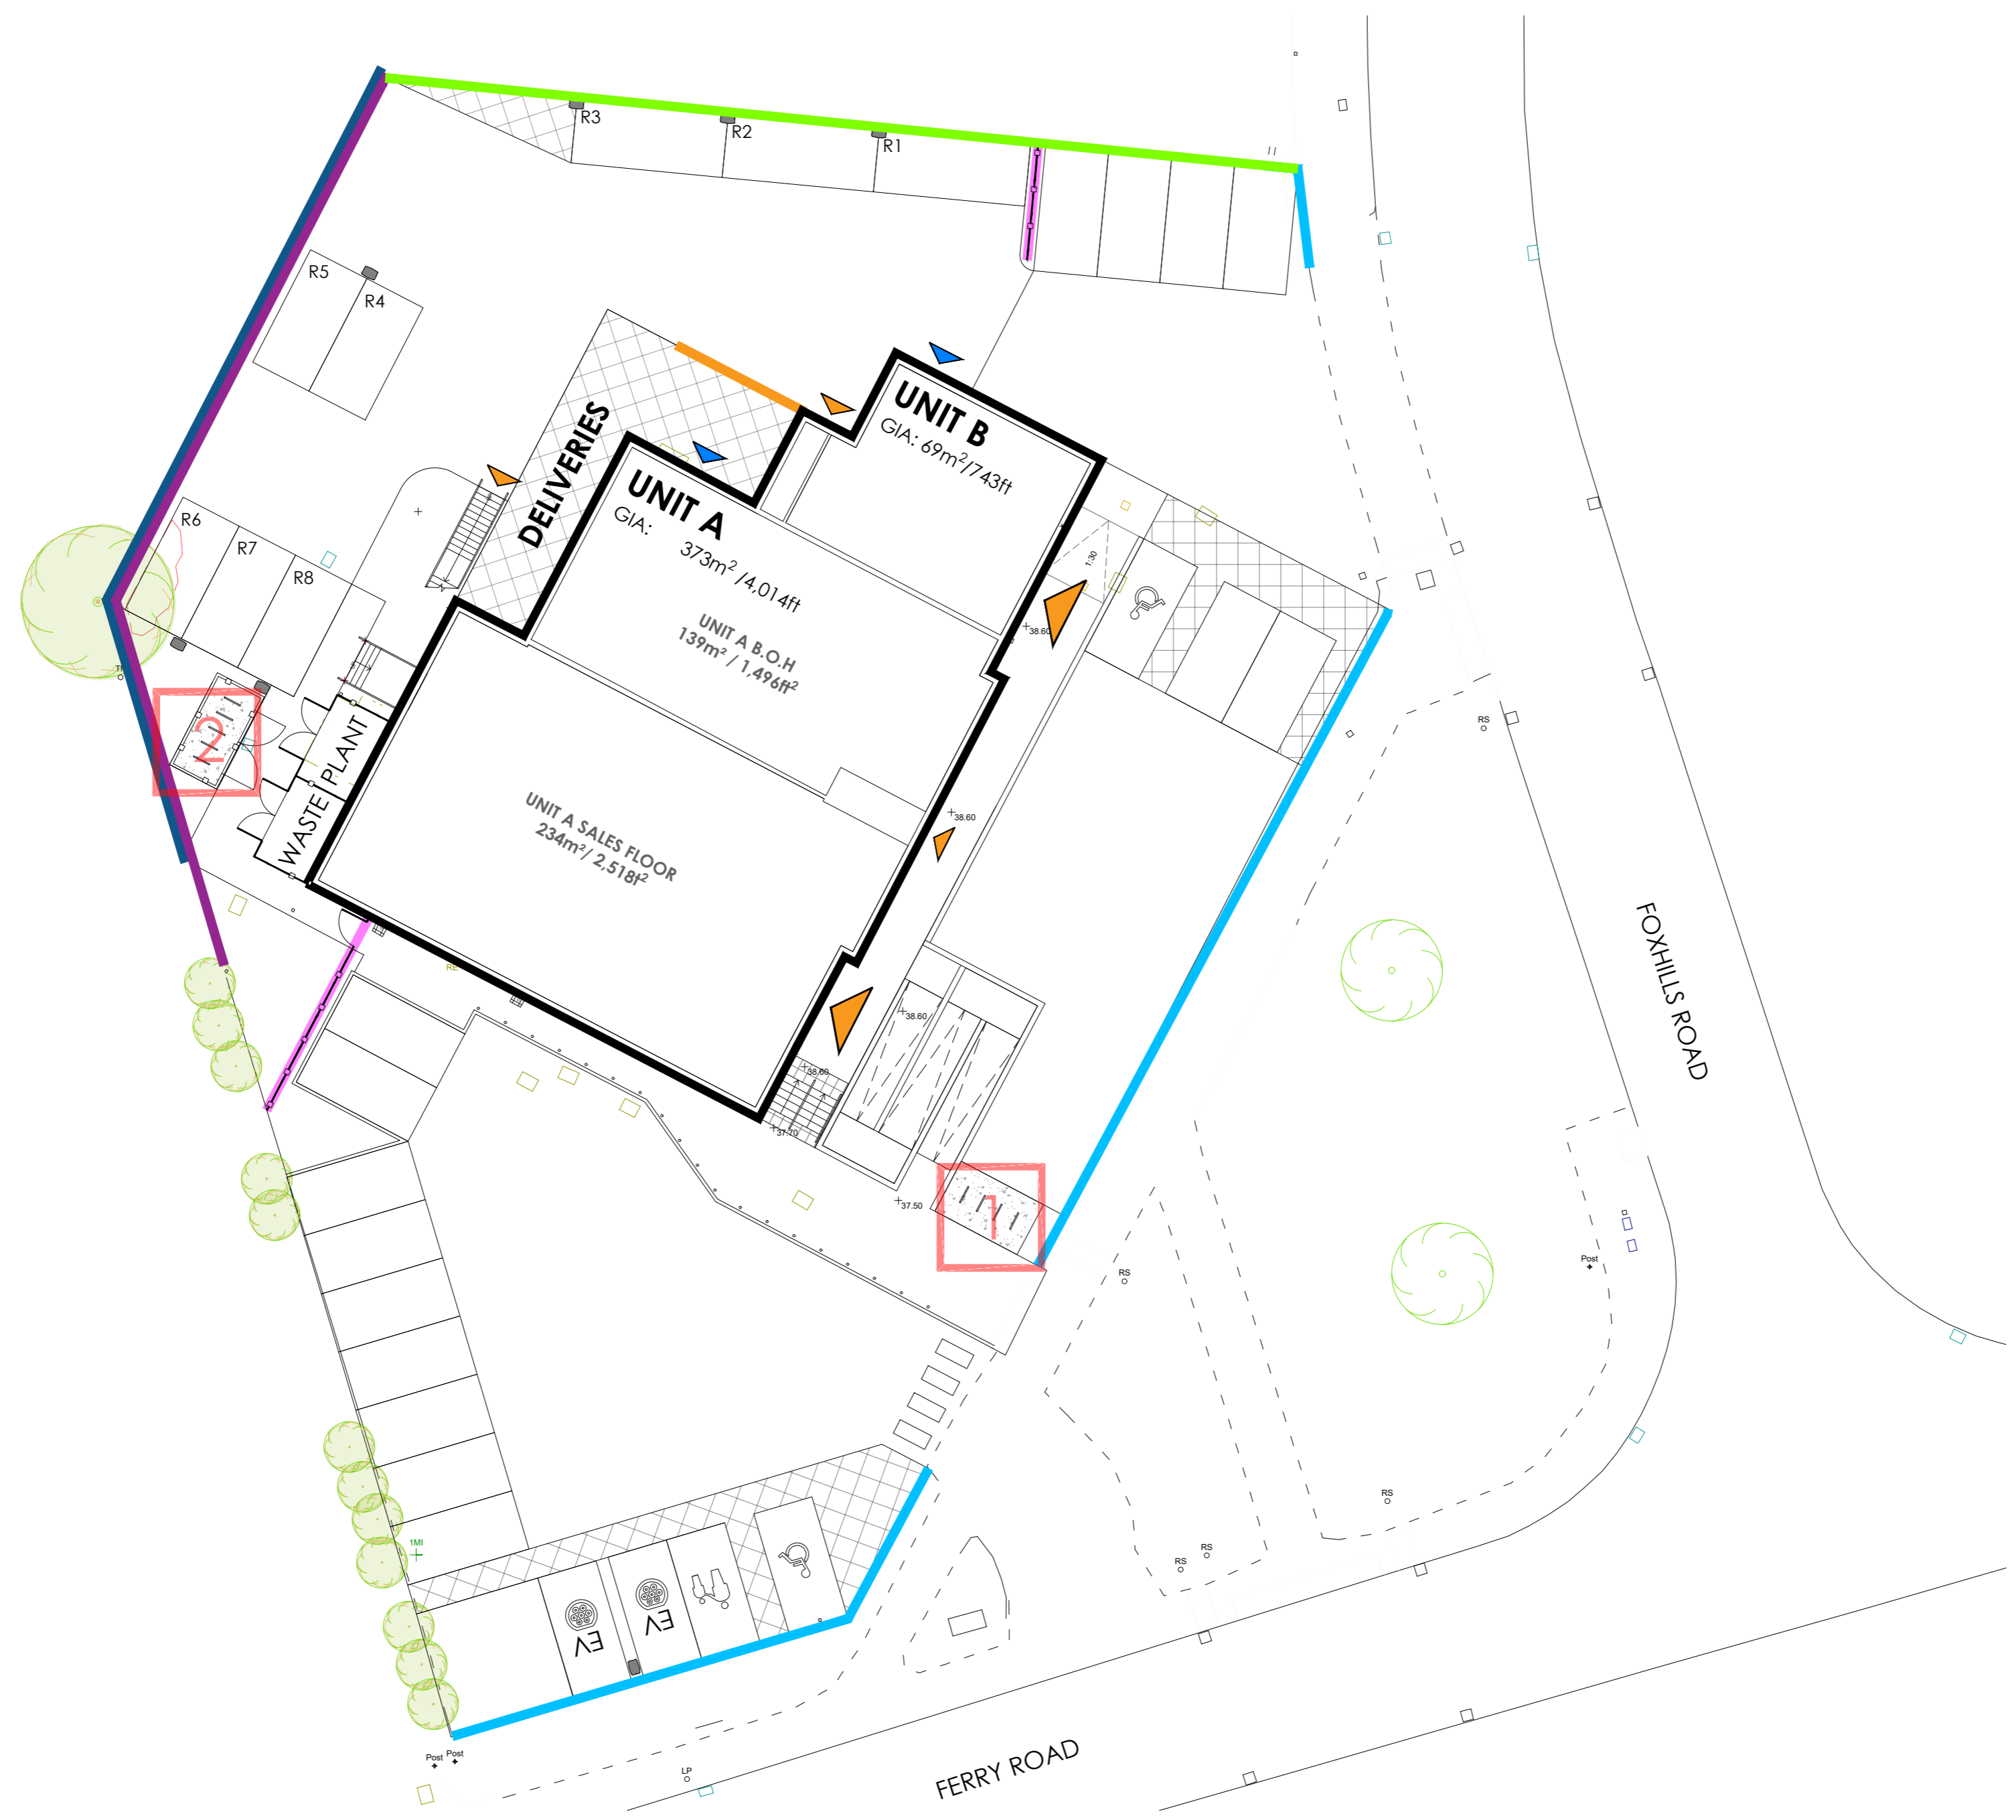 R3
R2
R1
R5
R4
UNIT B
GIA: 69m²/743ft
DELIVERIES
UNIT A
GIA: 373m² /4,014ft
R6
R7
R8
1:30
UNIT A B.O.H
139m² / 1,496ft²
38.60
RS
2
PLANT
WASTE
UNIT A SALES FLOOR
234m²/ 2,518ft²
38.60
FOXHILLS ROAD
RE
38.60
38.60
37.70
37.50
1
RS
Post
RS
1MI
RS
RS
EV
EV
Post
Post
LP
FERRY ROAD